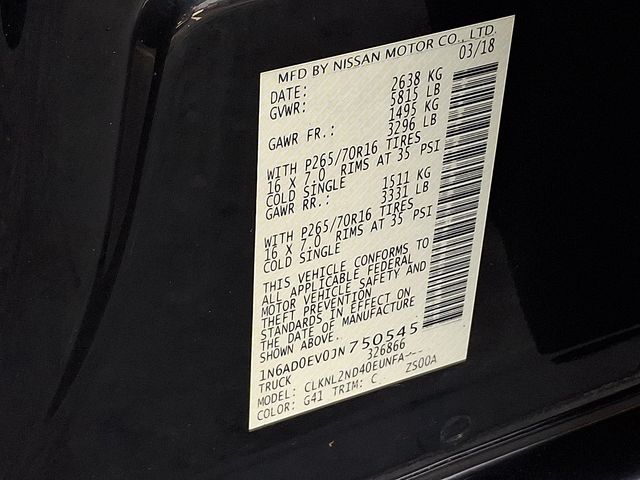 MFD BY NISSAN MOTOR CO., LTD.
DATE: 03/18
GVWR: 2638 KG
5815 LB
GAWR FR.: 1495 KG
3296 LB
WITH P265/70R16 TIRES
16 X 7.0 RIMS AT 35 PSI
COLD SINGLE
GAWR RR.: 1511 KG
3331 LB
WITH P265/70R16 TIRES
16 X 7.0 RIMS AT 35 PSI
COLD SINGLE
THIS VEHICLE CONFORMS TO
ALL APPLICABLE FEDERAL
MOTOR VEHICLE SAFETY AND
THEFT PREVENTION
STANDARDS IN EFFECT ON
THE DATE OF MANUFACTURE
SHOWN ABOVE.
1N6AD0EV0JN750545
TRUCK 326866
MODEL: CLKNL2ND40EUNFA
COLOR: G41 TRIM: C ZS00A